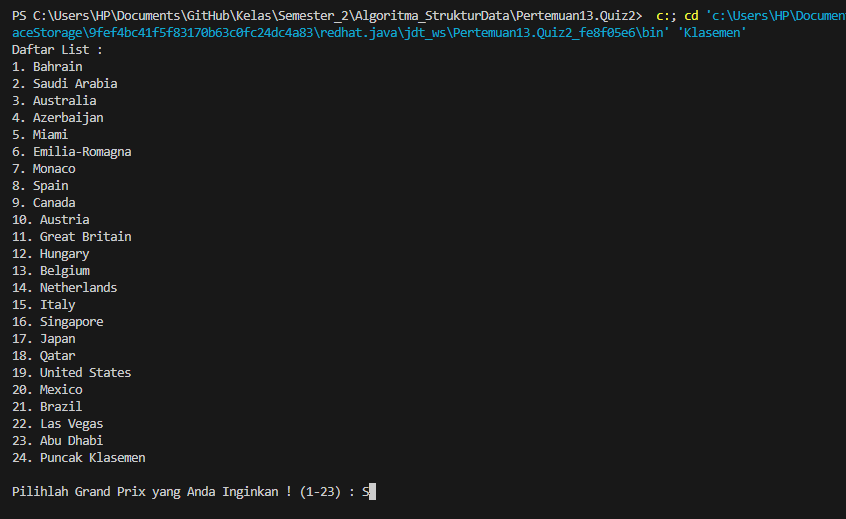 PS C:\Users\HP\Documents\GitHub\Kelas\Semester_2\Algoritma_StrukturData\Pertemuan13.Quiz2>  c:; cd 'c:\Users\HP\Document
aceStorage\9fef4bc41f5f83170b63c0fc24dc4a83\redhat.java\jdt_ws\Pertemuan13.Quiz2_fe8f05e6\bin' 'Klasemen'
Daftar List :
1. Bahrain
2. Saudi Arabia
3. Australia
4. Azerbaijan
5. Miami
6. Emilia-Romagna
7. Monaco
8. Spain
9. Canada
10. Austria
11. Great Britain
12. Hungary
13. Belgium
14. Netherlands
15. Italy
16. Singapore
17. Japan
18. Qatar
19. United States
20. Mexico
21. Brazil
22. Las Vegas
23. Abu Dhabi
24. Puncak Klasemen
Pilihlah Grand Prix yang Anda Inginkan ! (1-23) : S